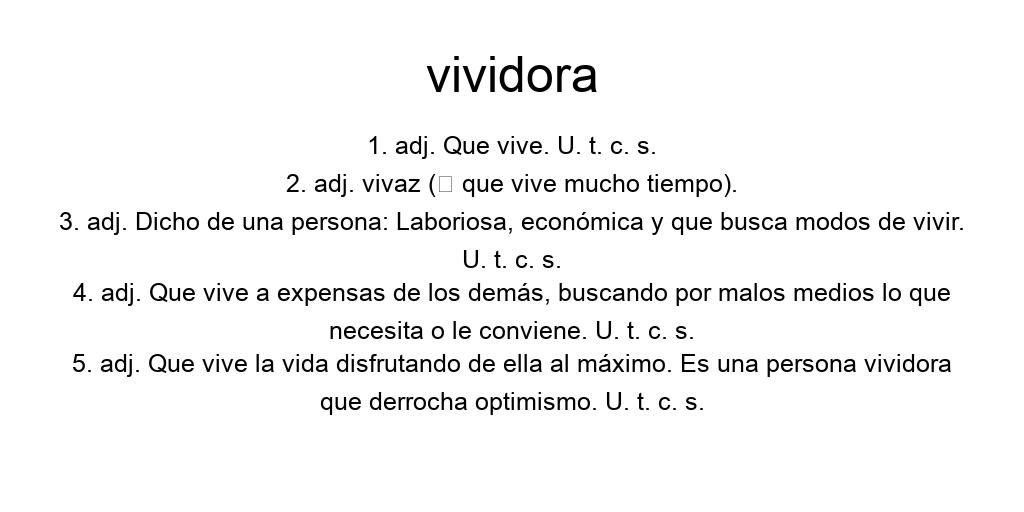 vividora
1. adj. Que vive. U. t. c. s.
2. adj. vivaz (□ que vive mucho tiempo).
3. adj. Dicho de una persona: Laboriosa, económica y que busca modos de vivir.
U. t. c. s.
4. adj. Que vive a expensas de los demás, buscando por malos medios lo que
necesita o le conviene. U. t. c. s.
5. adj. Que vive la vida disfrutando de ella al máximo. Es una persona vividora
que derrocha optimismo. U. t. c. s.